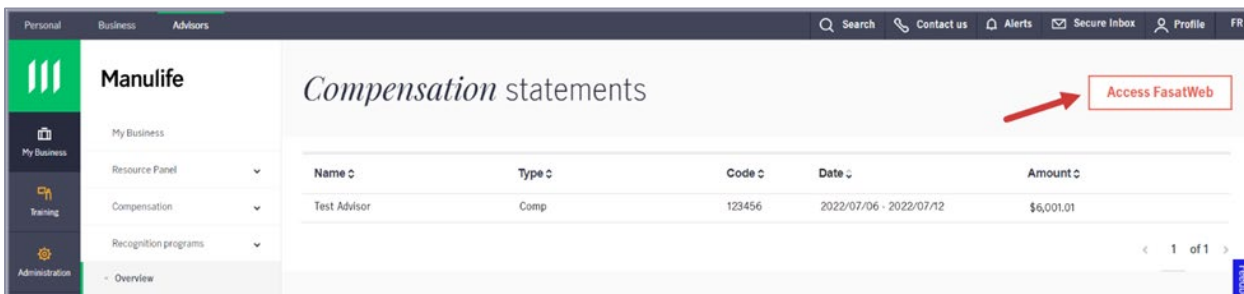 Personal Business Advisors Search Contact us Alerts Secure Inbox Profile FR
Manulife
Compensation statements
Access FasatWeb
My Business
My Business
Resource Panel
Name Type Code Date Amount
Training
Compensation
Test Advisor Comp 123456 2022/07/06 - 2022/07/12 $6,001.01
Recognition programs
1 of 1
Administration
- Overview